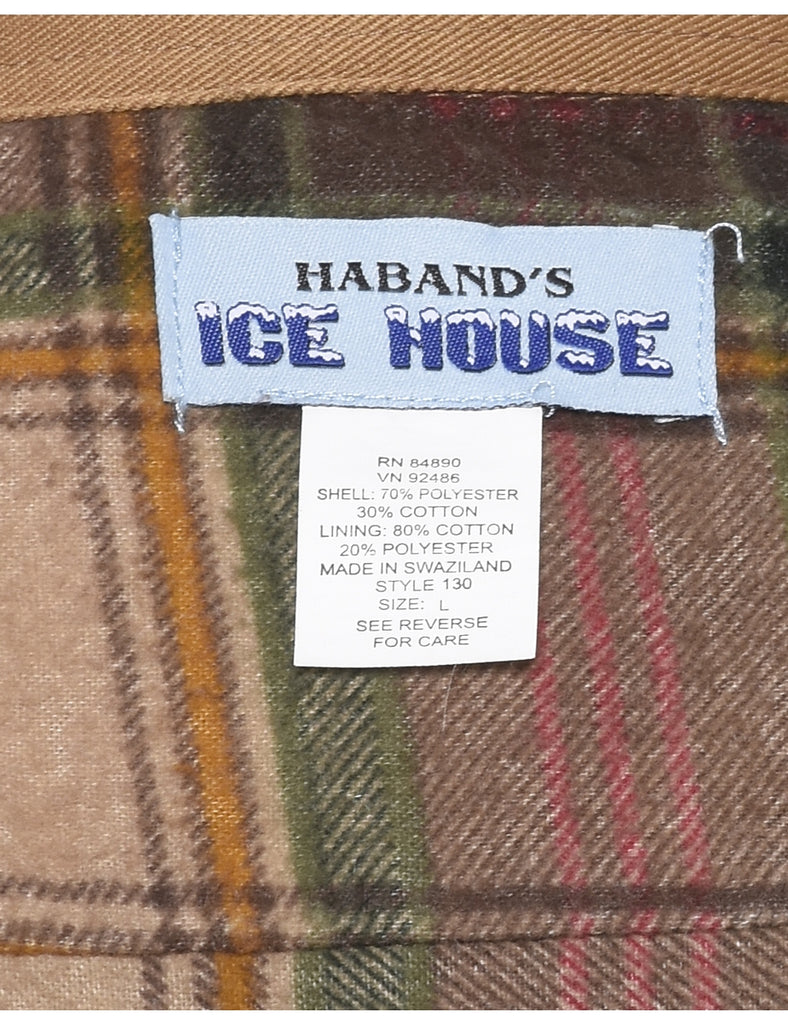 HABAND'S
ICE HOUSE
RN 84890
VN 92486
SHELL: 70% POLYESTER
30% COTTON
LINING: 80% COTTON
20% POLYESTER
MADE IN SWAZILAND
STYLE 130
SIZE: L
SEE REVERSE
FOR CARE